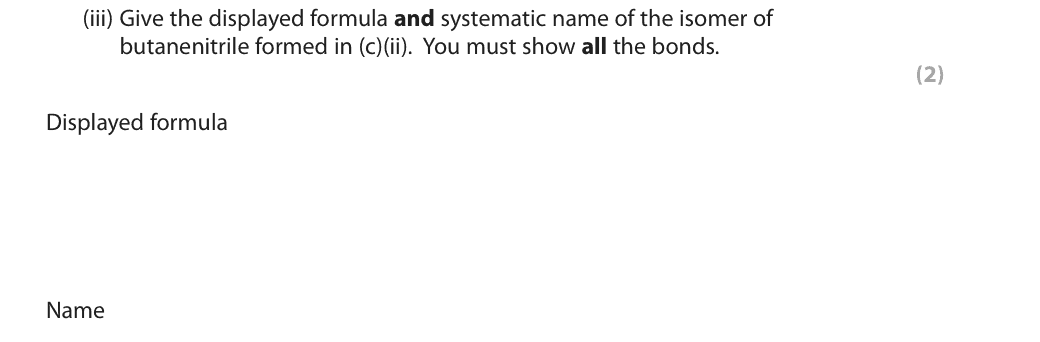 (iii) Give the displayed formula and systematic name of the isomer of
butanenitrile formed in (c)(ii). You must show all the bonds.
(2)
Displayed formula
Name